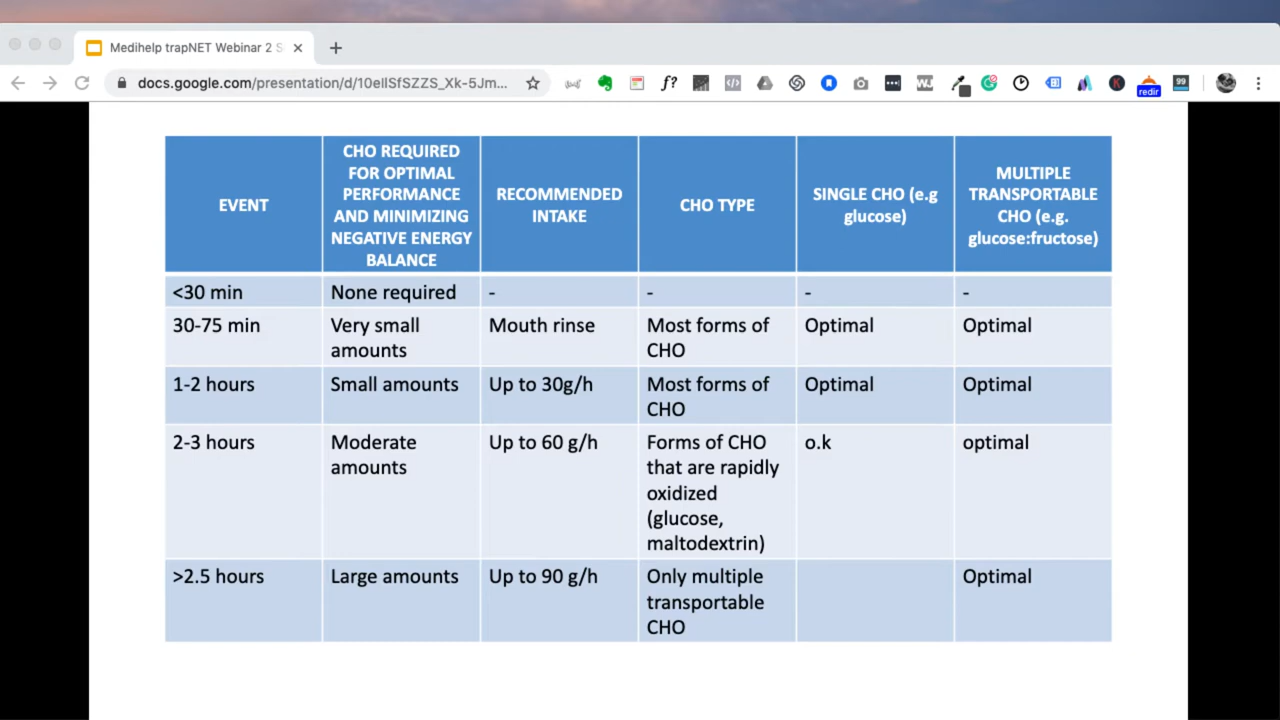 Medihelp trapNET Webinar 2 S
docs.google.com/presentation/d/10eIlSfSZZS_Xk-5Jm...
redir
99
EVENT
CHO REQUIRED
FOR OPTIMAL
PERFORMANCE
AND MINIMIZING
NEGATIVE ENERGY
BALANCE
RECOMMENDED
INTAKE
CHO TYPE
SINGLE CHO (e.g
glucose)
MULTIPLE
TRANSPORTABLE
CHO (e.g.
glucose:fructose)
<30 min
None required
-
-
-
-
30-75 min
Very small
amounts
Mouth rinse
Most forms of
CHO
Optimal
Optimal
1-2 hours
Small amounts
Up to 30g/h
Most forms of
CHO
Optimal
Optimal
2-3 hours
Moderate
amounts
Up to 60 g/h
Forms of CHO
that are rapidly
oxidized
(glucose,
maltodextrin)
o.k
optimal
>2.5 hours
Large amounts
Up to 90 g/h
Only multiple
transportable
CHO
Optimal